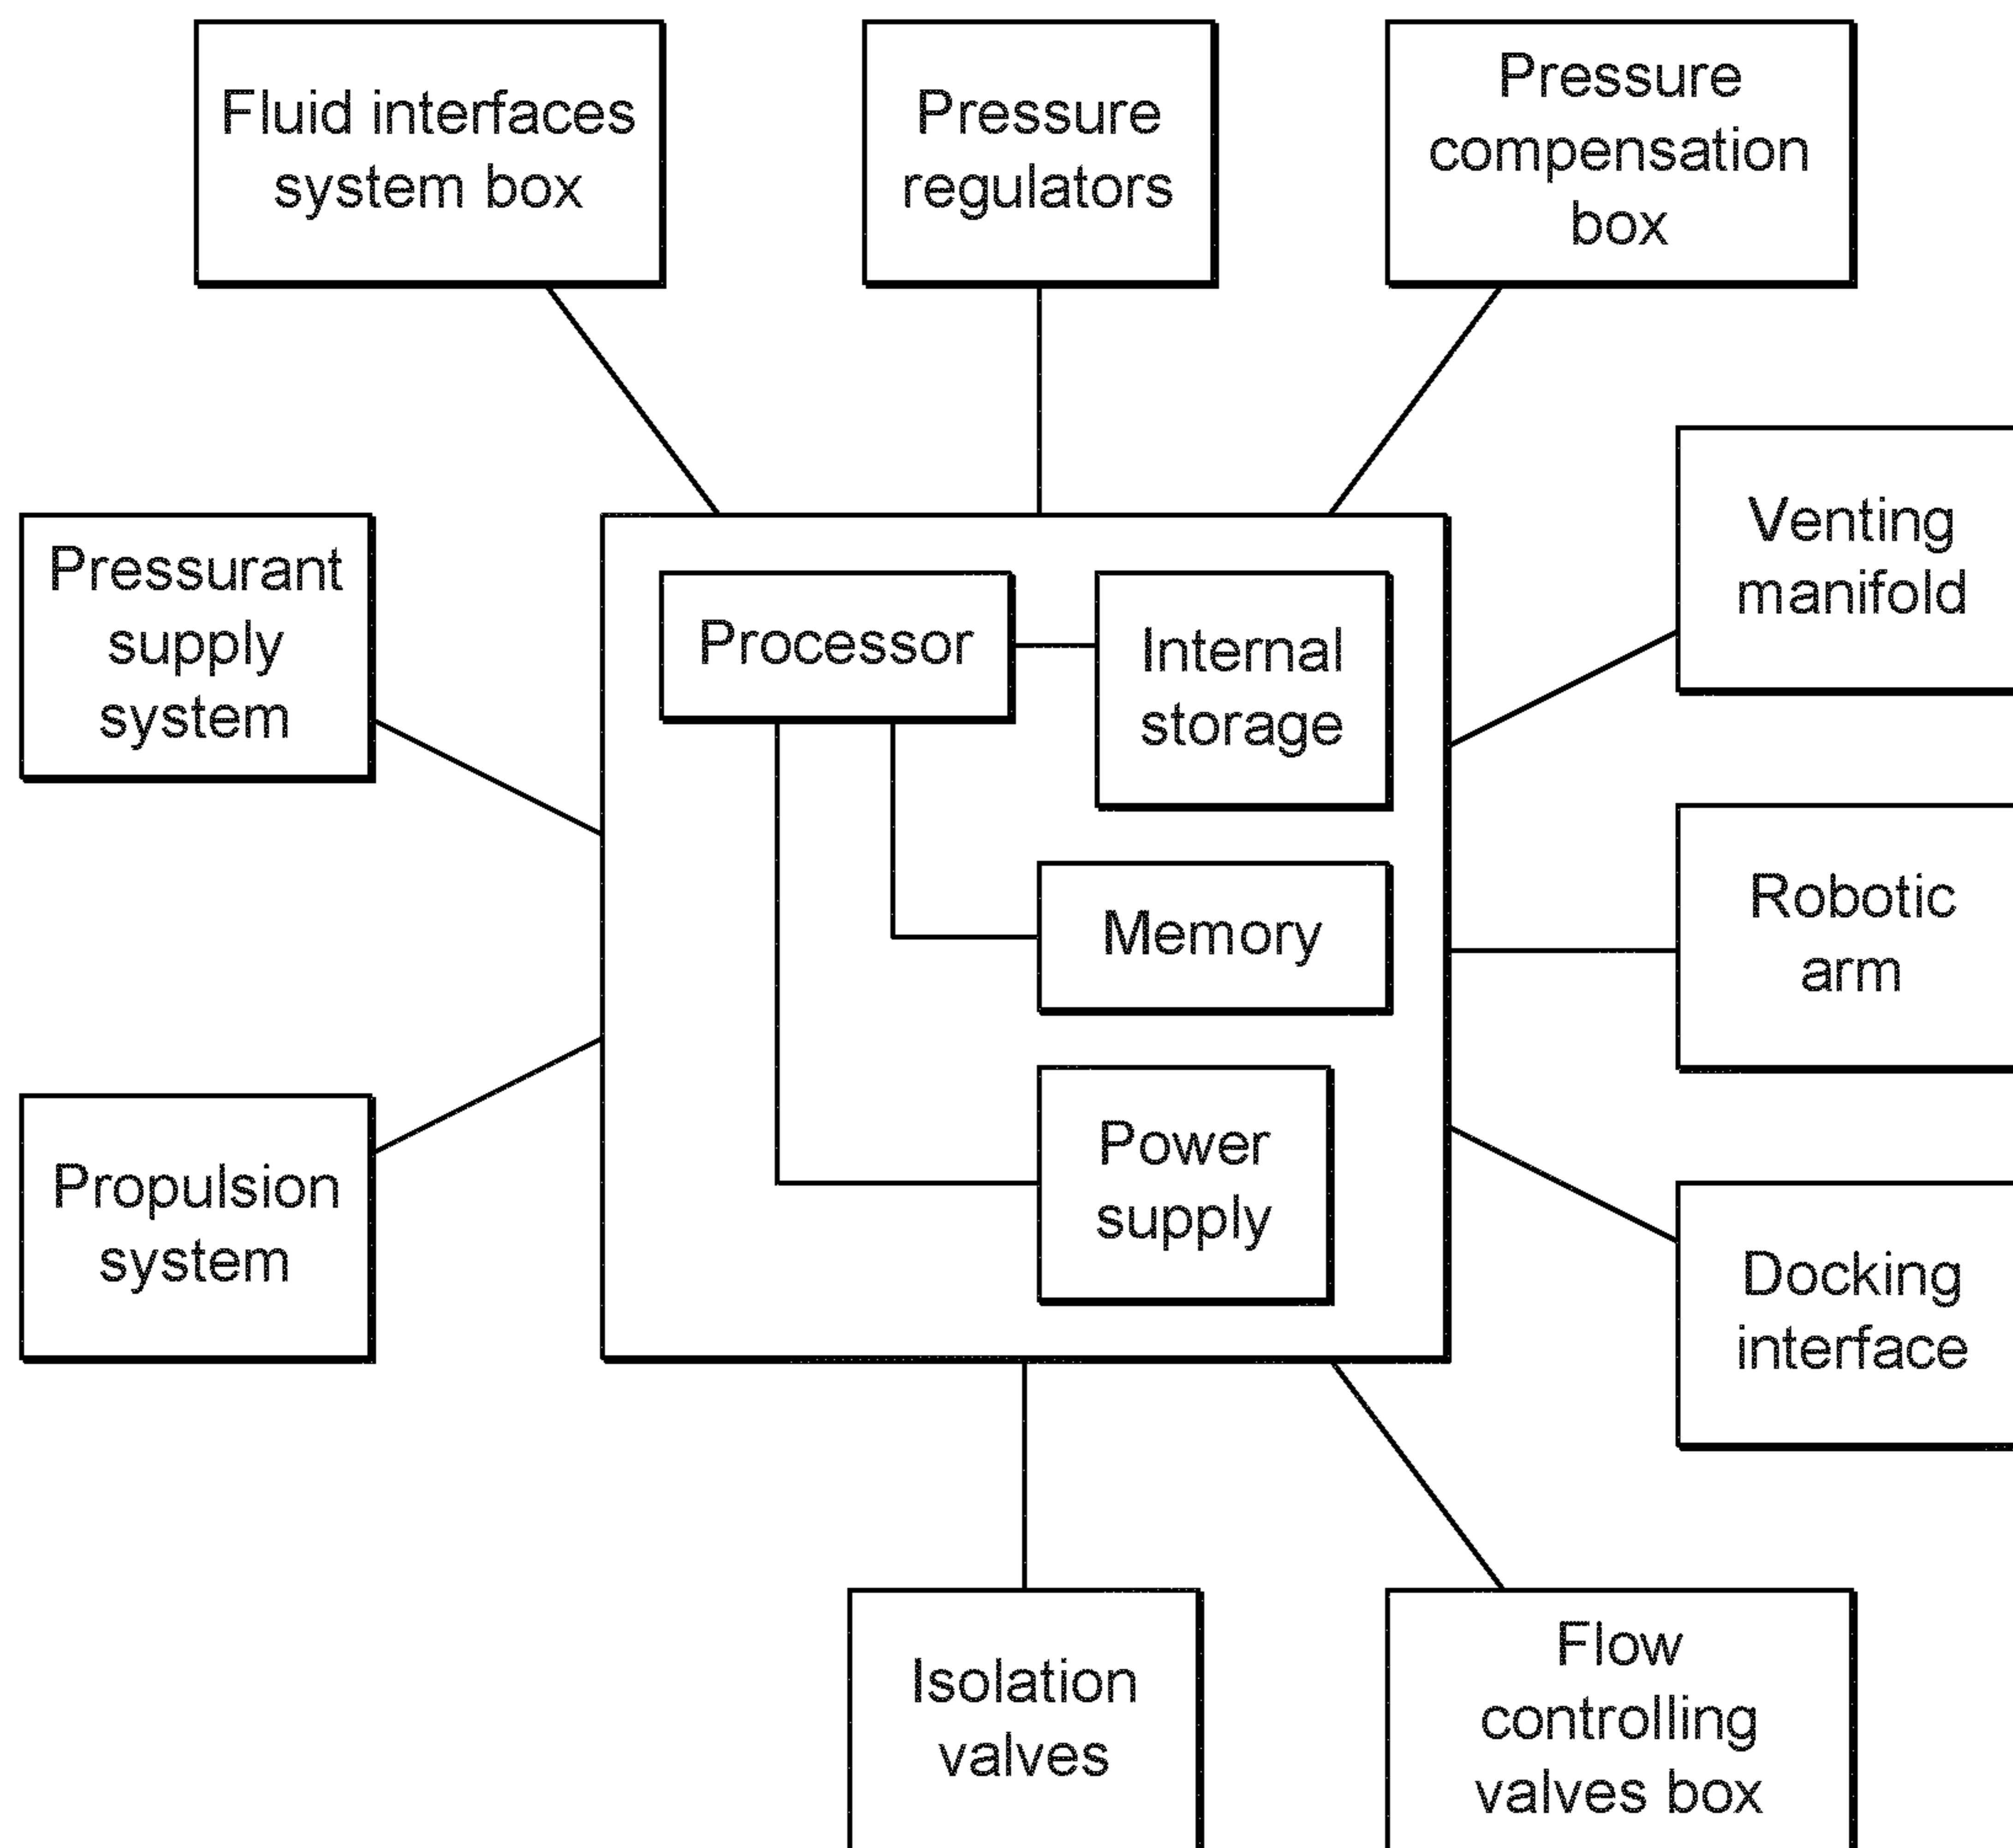 Fluid interfaces
system box
Pressure
regulators
Pressure
compensation
box
Pressurant
supply
system
Processor
Internal
storage
Venting
manifold
Memory
Robotic
arm
Propulsion
system
Power
supply
Docking
interface
Isolation
valves
Flow
controlling
valves box